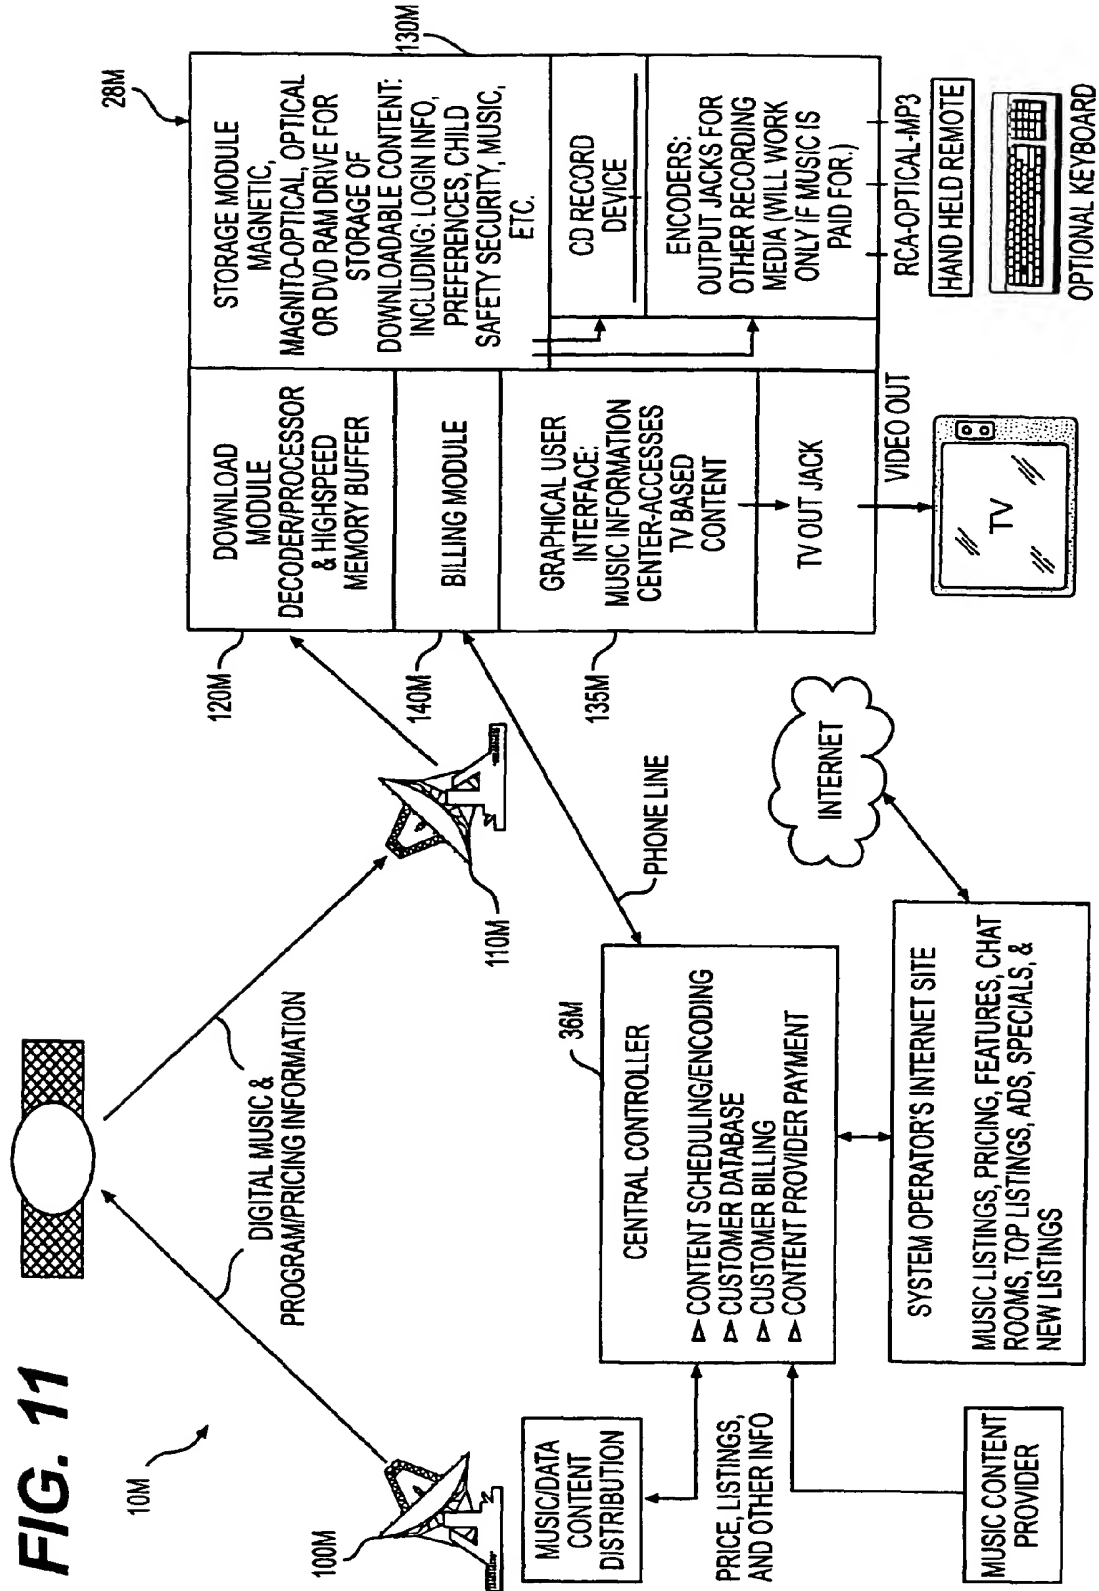 FIG. 11
10M
100M
DIGITAL MUSIC &
PROGRAM/PRICING INFORMATION
110M
28M
120M
DOWNLOAD
MODULE
DECODER/PROCESSOR
& HIGHSPEED
MEMORY BUFFER
140M
BILLING MODULE
135M
GRAPHICAL USER
INTERFACE:
MUSIC INFORMATION
CENTER-ACCESSES
TV BASED
CONTENT
TV OUT JACK
130M
STORAGE MODULE
MAGNETIC,
MAGNITO-OPTICAL, OPTICAL
OR DVD RAM DRIVE FOR
STORAGE OF
DOWNLOADABLE CONTENT:
INCLUDING: LOGIN INFO,
PREFERENCES, CHILD
SAFETY SECURITY, MUSIC,
ETC.
CD RECORD
DEVICE
ENCODERS:
OUTPUT JACKS FOR
OTHER RECORDING
MEDIA (WILL WORK
ONLY IF MUSIC IS
PAID FOR.)
VIDEO OUT
TV
RCA-OPTICAL-MP3
HAND HELD REMOTE
OPTIONAL KEYBOARD
PHONE LINE
INTERNET
36M
CENTRAL CONTROLLER
▷ CONTENT SCHEDULING/ENCODING
▷ CUSTOMER DATABASE
▷ CUSTOMER BILLING
▷ CONTENT PROVIDER PAYMENT
MUSIC/DATA
CONTENT
DISTRIBUTION
PRICE, LISTINGS,
AND OTHER INFO
MUSIC CONTENT
PROVIDER
SYSTEM OPERATOR'S INTERNET SITE
MUSIC LISTINGS, PRICING, FEATURES, CHAT
ROOMS, TOP LISTINGS, ADS, SPECIALS, &
NEW LISTINGS